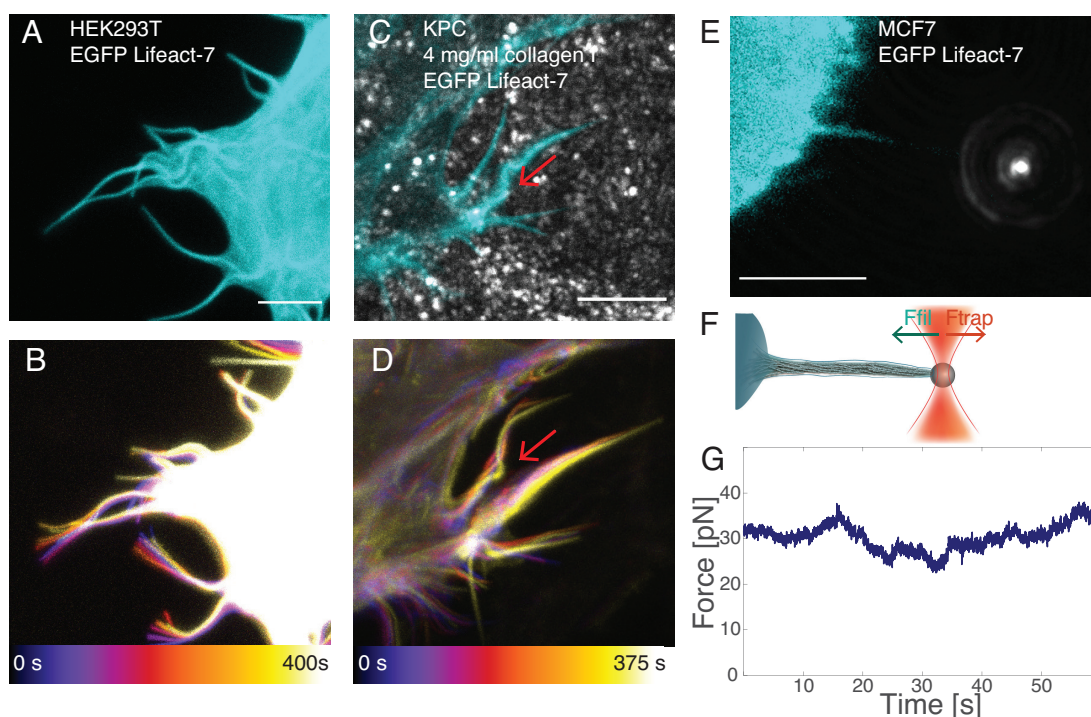 A
HEK293T
EGFP Lifeact-7
B
0 s
400s
C
KPC
4 mg/ml collagen I
EGFP Lifeact-7
D
0 s
375 s
E
MCF7
EGFP Lifeact-7
F
Ffil
Ftrap
G
Force [pN]
40
30
20
10
0
10
20
30
40
50
Time [s]